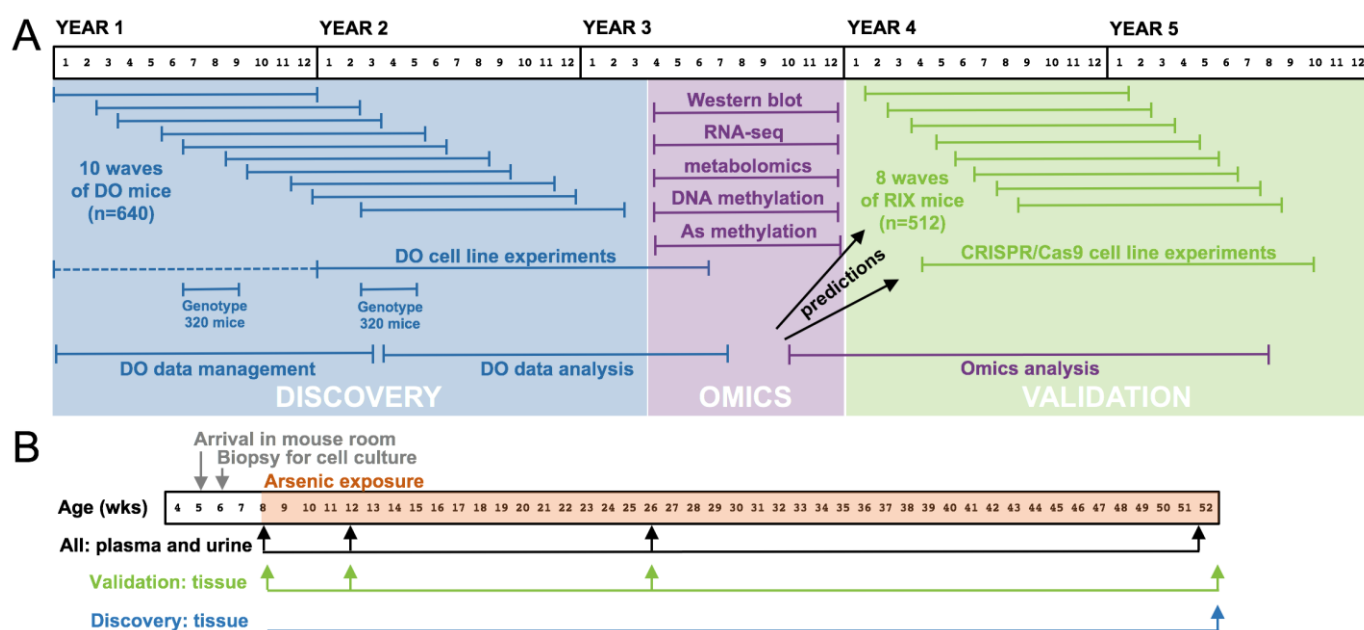 A
YEAR 1 YEAR 2 YEAR 3 YEAR 4 YEAR 5
1 2 3 4 5 6 7 8 9 10 11 12 1 2 3 4 5 6 7 8 9 10 11 12 1 2 3 4 5 6 7 8 9 10 11 12 1 2 3 4 5 6 7 8 9 10 11 12 1 2 3 4 5 6 7 8 9 10 11 12
10 waves
of DO mice
(n=640)
Western blot
RNA-seq
metabolomics
DNA methylation
As methylation
8 waves
of RIX mice
(n=512)
DO cell line experiments
predictions
CRISPR/Cas9 cell line experiments
Genotype
320 mice
Genotype
320 mice
DO data management
DO data analysis
Omics analysis
DISCOVERY
OMICS
VALIDATION
B
Arrival in mouse room
Biopsy for cell culture
Arsenic exposure
Age (wks) 4 5 6 7 8 9 10 11 12 13 14 15 16 17 18 19 20 21 22 23 24 25 26 27 28 29 30 31 32 33 34 35 36 37 38 39 40 41 42 43 44 45 46 47 48 49 50 51 52
All: plasma and urine
Validation: tissue
Discovery: tissue